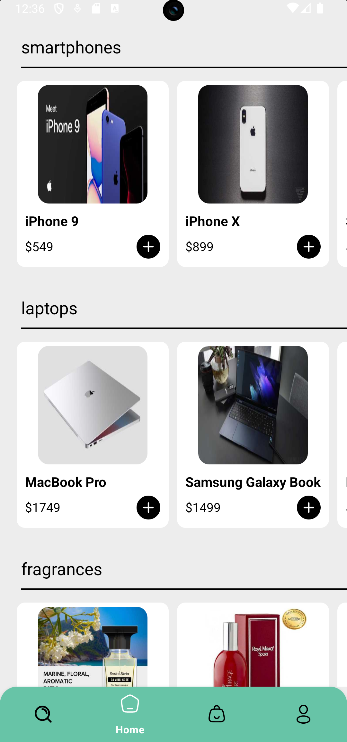 12:36
smartphones
Meet
iPhone 9
iPhone 9
iPhone X
$549
$899
laptops
MacBook Pro
Samsung Galaxy Book
$1749
$1499
fragrances
MARINE, FLORAL,
AROMATIC
Royal Mirage
Sport
Home